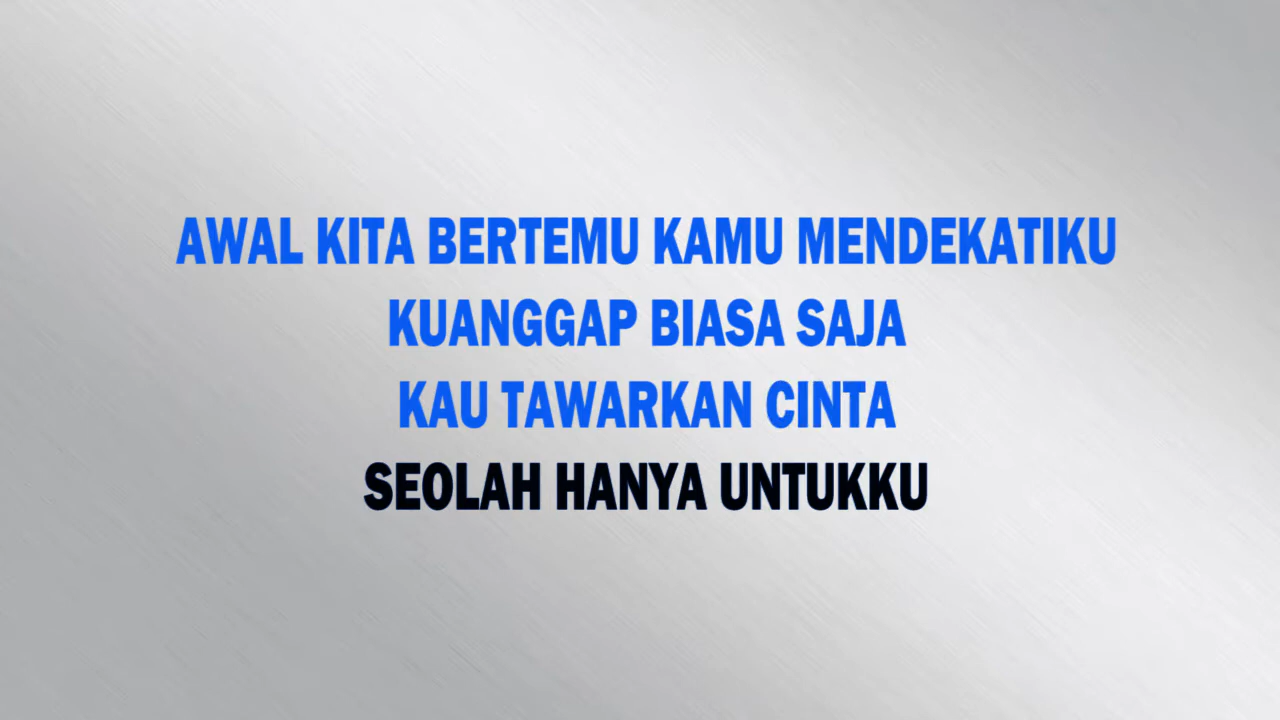 AWAL KITA BERTEMU KAMU MENDEKATIKU
KUANGGAP BIASA SAJA
KAU TAWARKAN CINTA
SEOLAH HANYA UNTUKKU